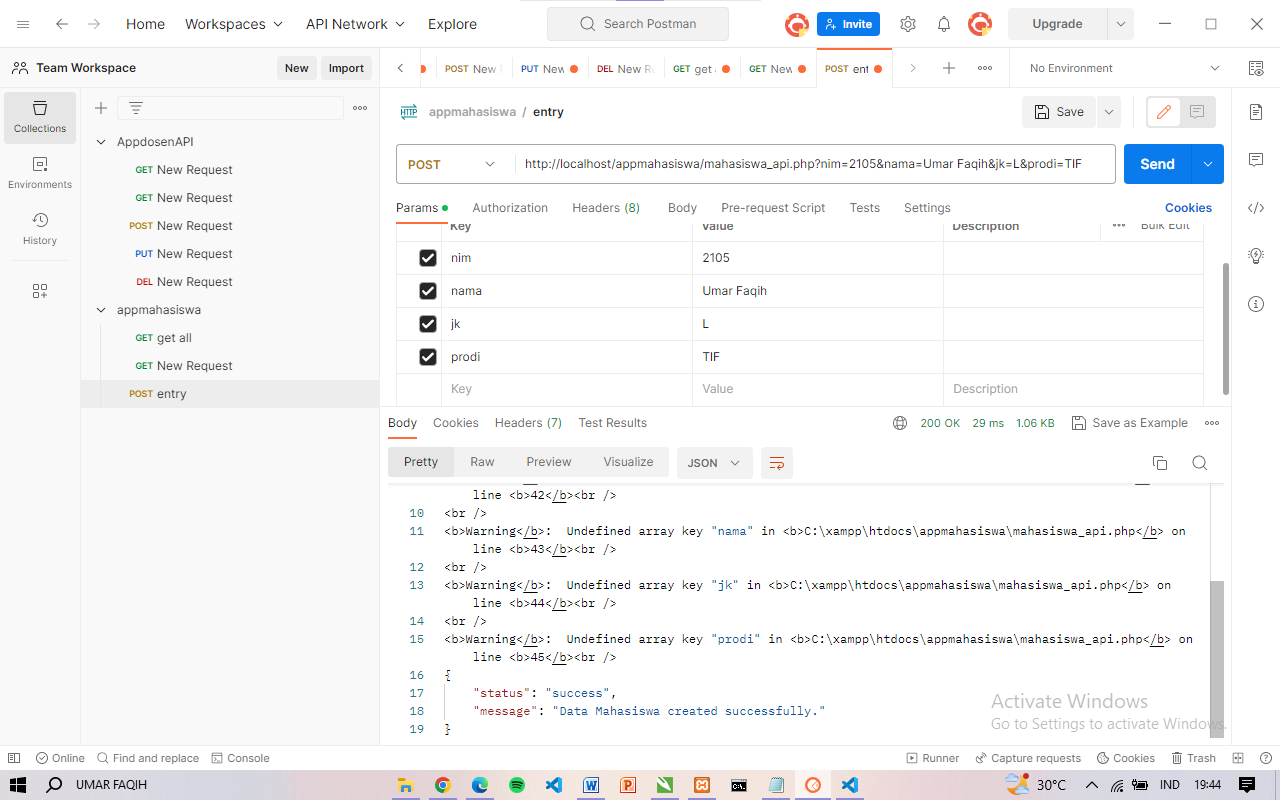 Home
Workspaces
API Network
Explore
Search Postman
Invite
Upgrade
Team Workspace
New
Import
POST New
PUT New
DEL New Re
GET get
GET New
POST ent
No Environment
Collections
Environments
History
AppdosenAPI
GET New Request
GET New Request
POST New Request
PUT New Request
DEL New Request
appmahasiswa
GET get all
GET New Request
POST entry
HTTP appmahasiswa / entry
Save
POST
http://localhost/appmahasiswa/mahasiswa_api.php?nim=2105&nama=Umar Faqih&jk=L&prodi=TIF
Send
Params
Authorization
Headers (8)
Body
Pre-request Script
Tests
Settings
Cookies
Key Value Description Bulk Edit
nim 2105
nama Umar Faqih
jk L
prodi TIF
Key Value Description
Body
Cookies
Headers (7)
Test Results
200 OK
29 ms
1.06 KB
Save as Example
Pretty
Raw
Preview
Visualize
JSON
line <b>42</b><br />
10 <br />
11 <b>Warning</b>:  Undefined array key "nama" in <b>C:\xampp\htdocs\appmahasiswa\mahasiswa_api.php</b> on
line <b>43</b><br />
12 <br />
13 <b>Warning</b>:  Undefined array key "jk" in <b>C:\xampp\htdocs\appmahasiswa\mahasiswa_api.php</b> on
line <b>44</b><br />
14 <br />
15 <b>Warning</b>:  Undefined array key "prodi" in <b>C:\xampp\htdocs\appmahasiswa\mahasiswa_api.php</b> on
line <b>45</b><br />
16 {
17 "status": "success",
18 "message": "Data Mahasiswa created successfully."
19 }
Activate Windows
Go to Settings to activate Windows.
Online
Find and replace
Console
Runner
Capture requests
Cookies
Trash
UMAR FAQIH
30°C
IND
19:44